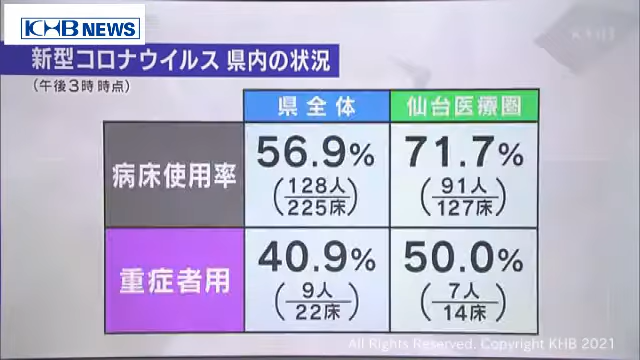 KHB NEWS
KHB
新型コロナウイルス 県内の状況
(午後3時時点)
県全体 仙台医療圏
病床使用率 56.9% 71.7%
(128人/225床) (91人/127床)
重症者用 40.9% 50.0%
(9人/22床) (7人/14床)
All Rights Reserved. Copyright KHB 2021